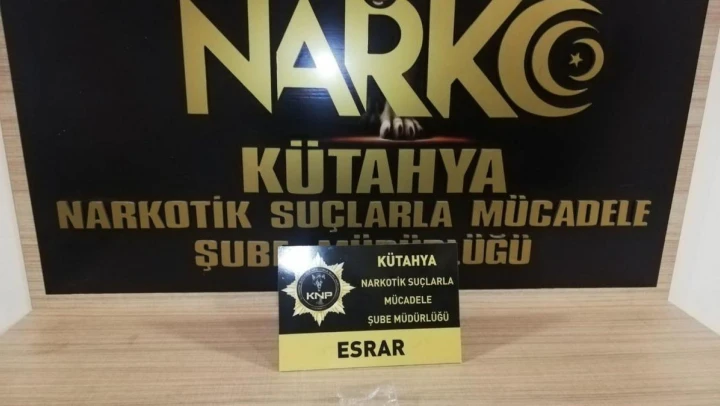 NARKO
KÜTAHYA
NARKOTİK SUÇLARLA MÜCADELE
ŞUBE MÜDÜRLÜĞÜ
KÜTAHYA
NARKOTİK SUÇLARLA
MÜCADELE
ŞUBE MÜDÜRLÜĞÜ
KNP
ESRAR